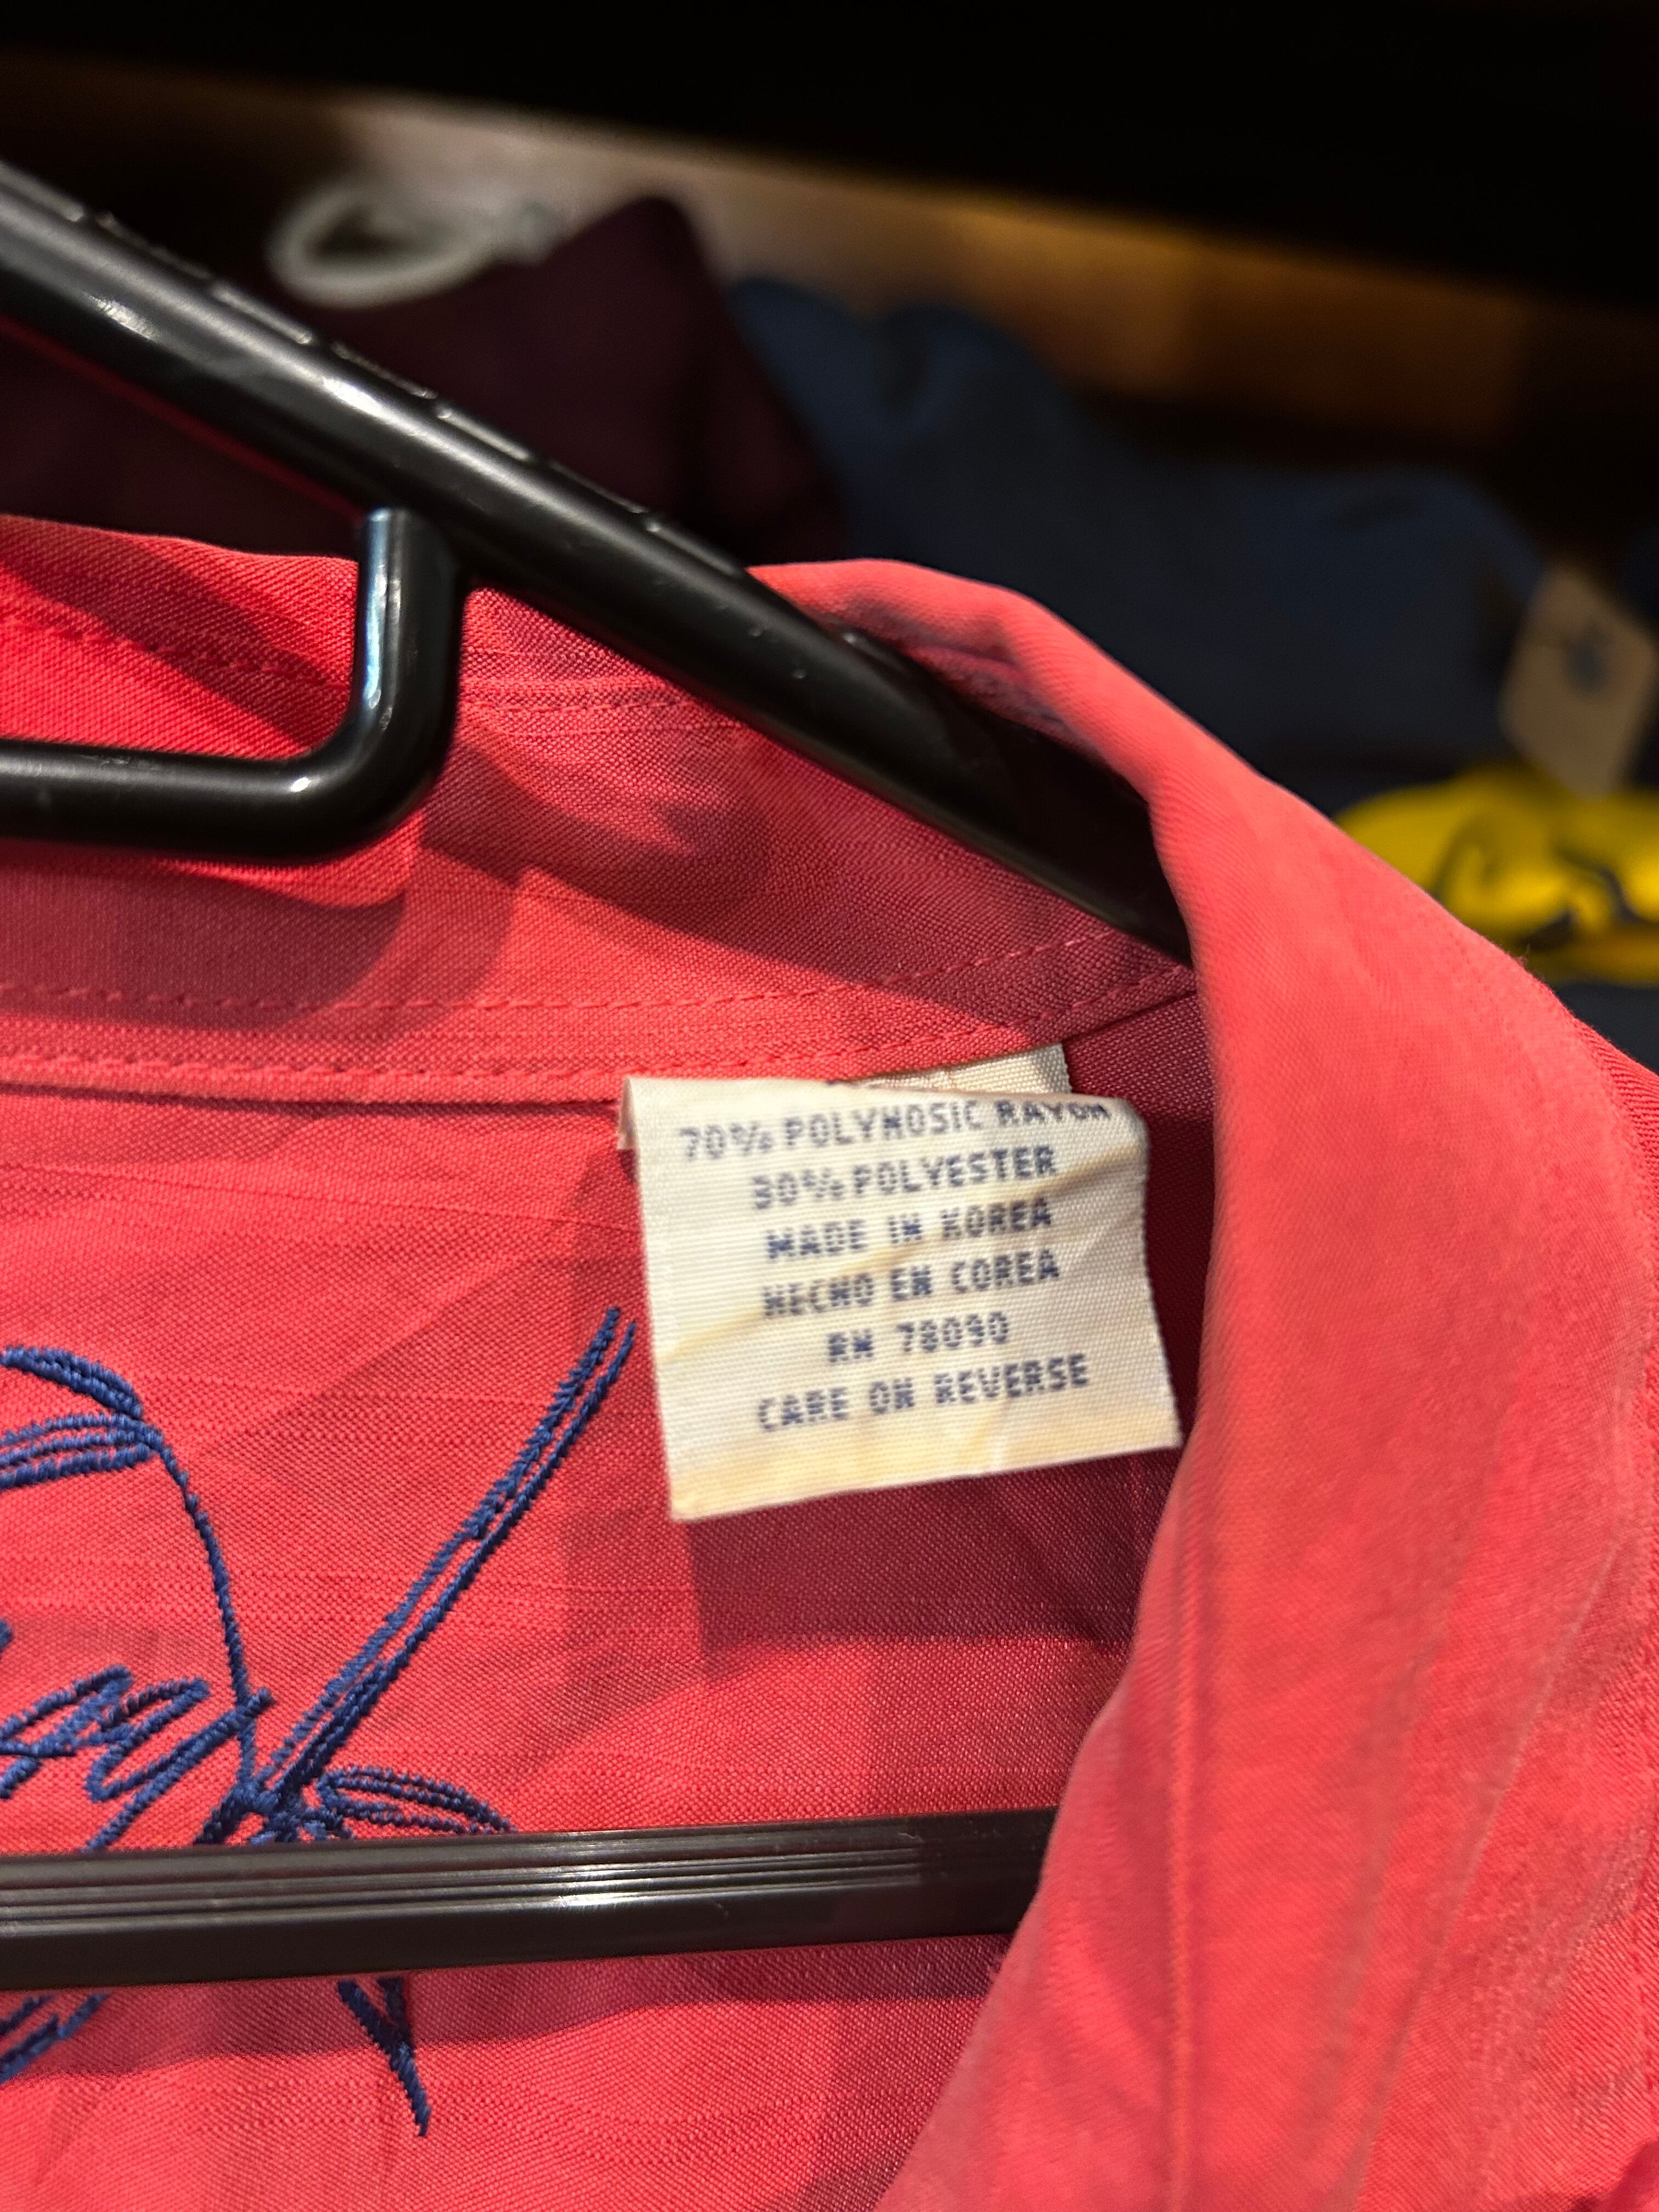 70% POLYNOSIC RAYON
30% POLYESTER
MADE IN KOREA
HECHO EN COREA
RN 78090
CARE ON REVERSE